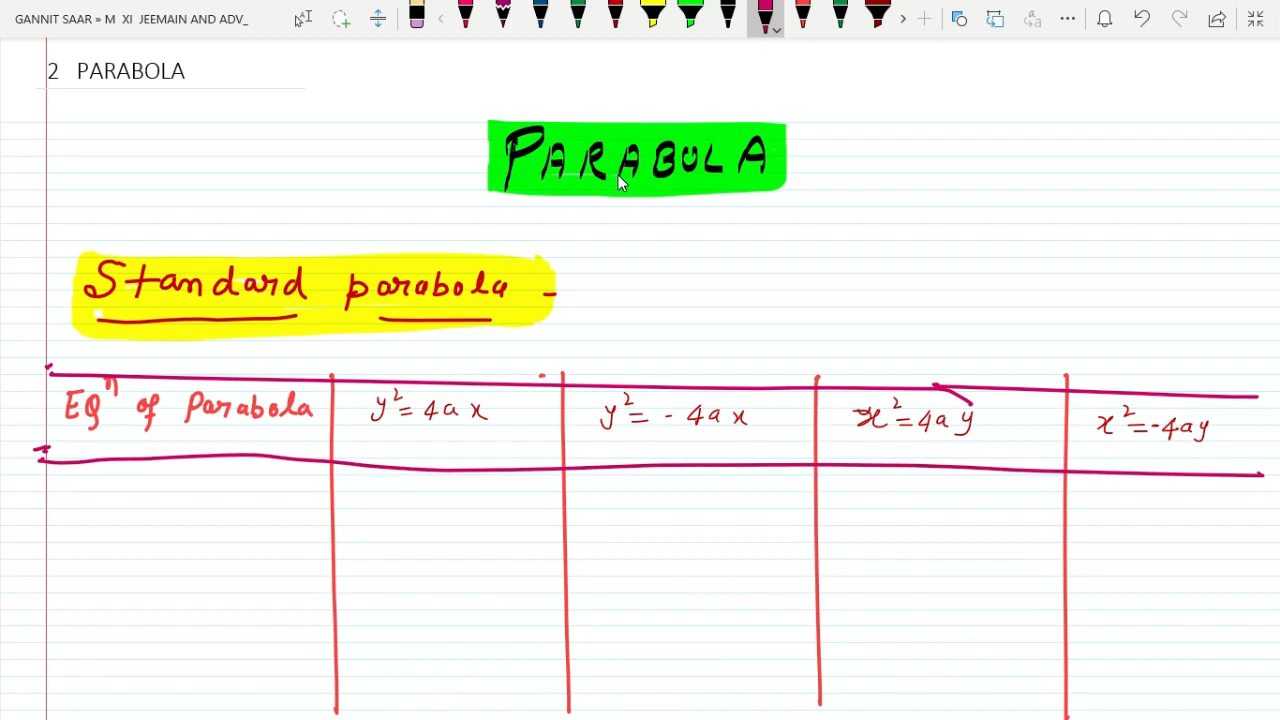 GANNIT SAAR » M XI JEEMAIN AND ADV_
2 PARABOLA
PARABOLA
Standard parabola -
EQⁿ of Parabola y² = 4ax y² = - 4ax x² = 4ay x² = -4ay